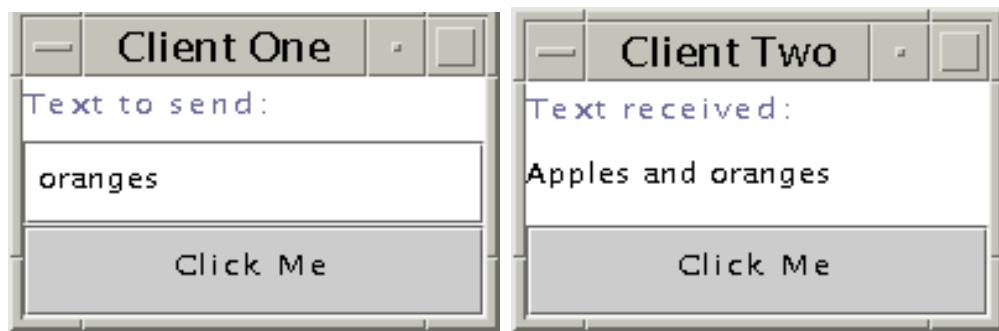 Client One
Text to send:
oranges
Click Me
Client Two
Text received:
Apples and oranges
Click Me